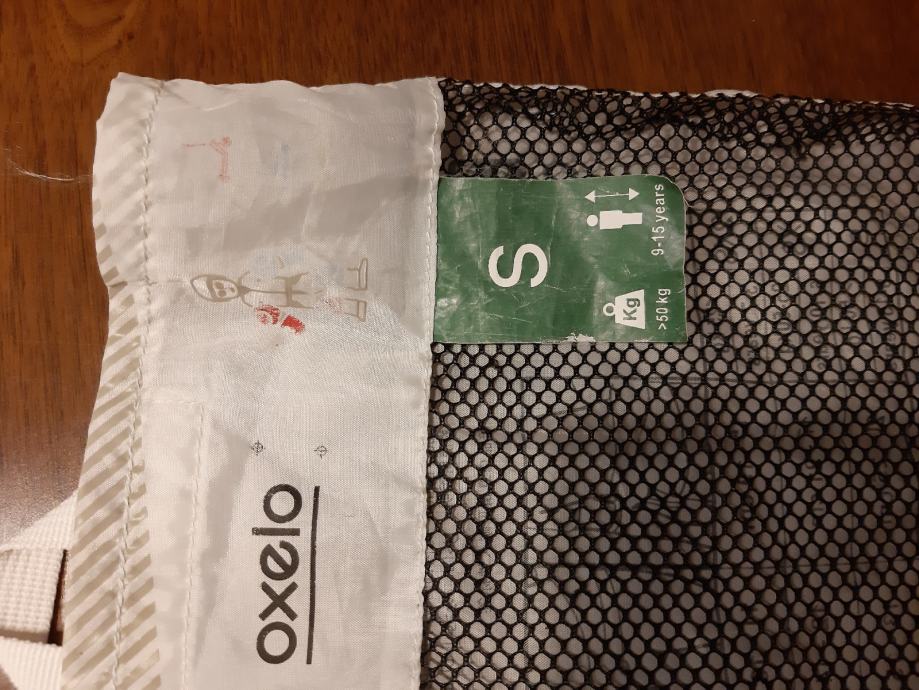 S
9-15 years
Kg
>50 kg
oxelo